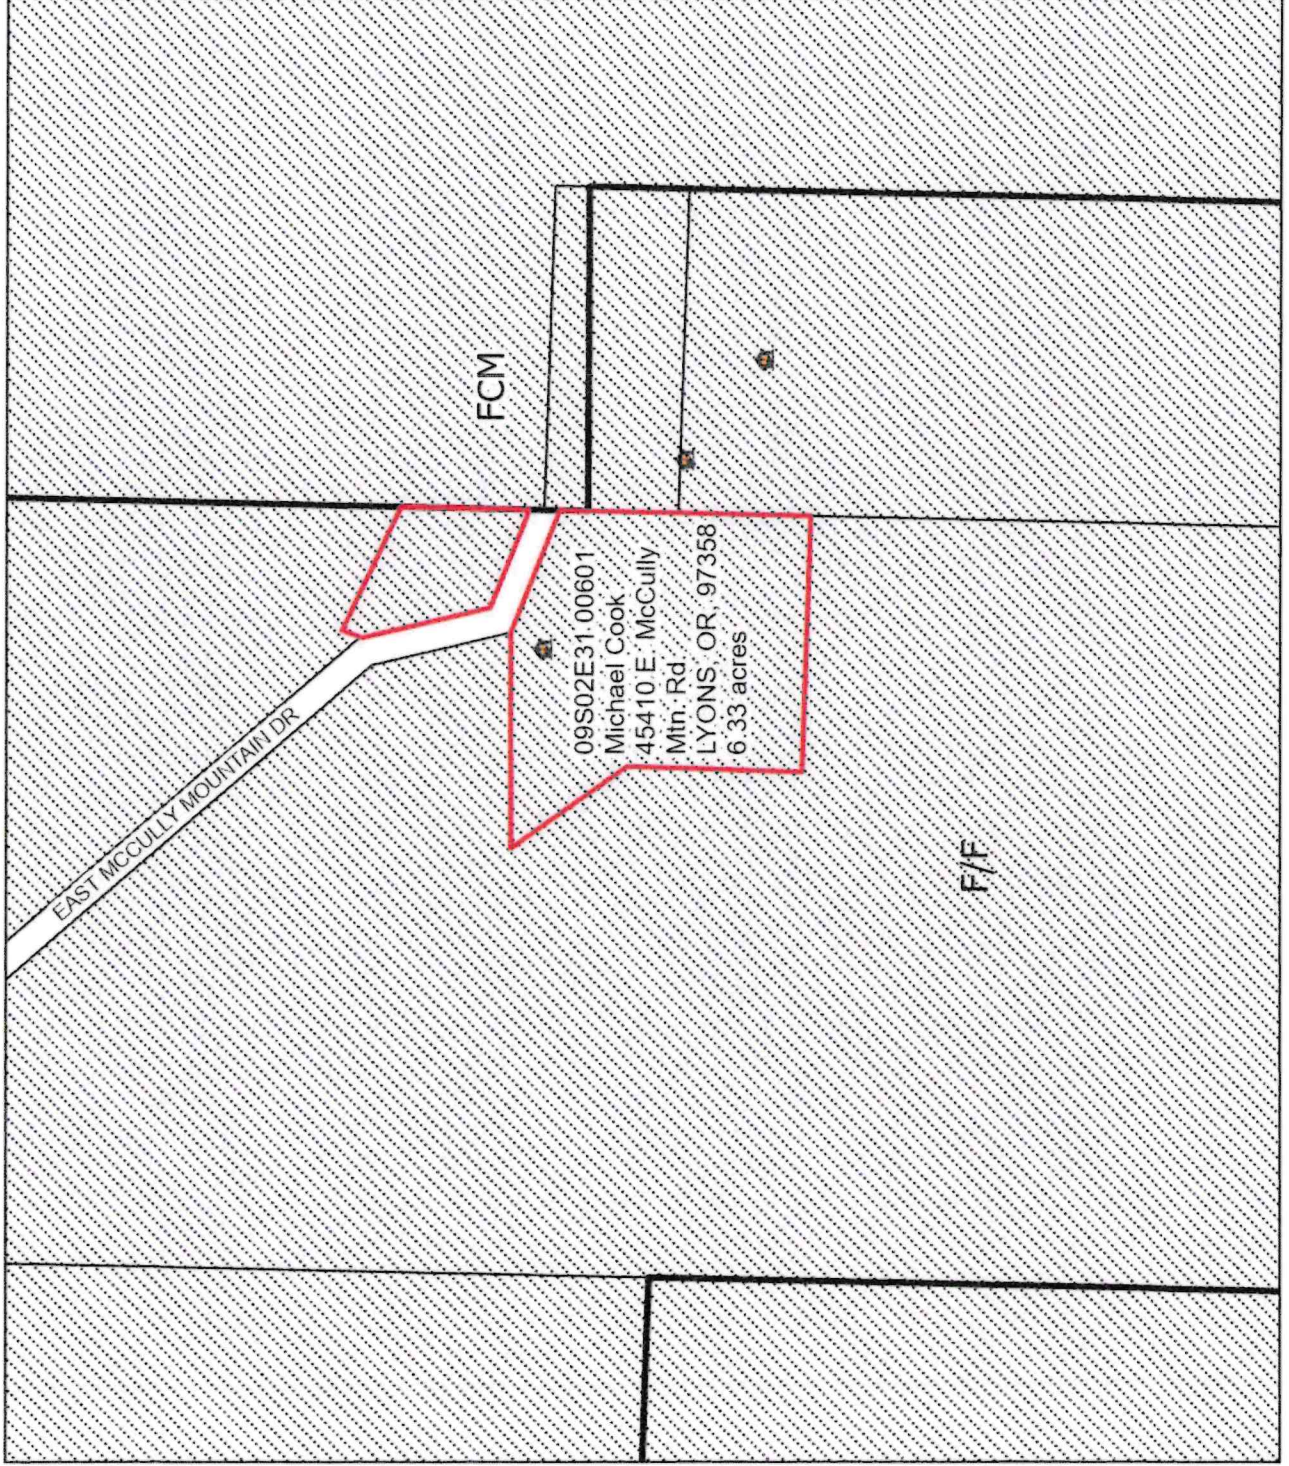 EAST MCCULLY MOUNTAIN DR
FCM
09S02E31 00601
Michael Cook
45410 E. McCully
Mtn. Rd.
LYONS, OR, 97358
6.33 acres
F/F